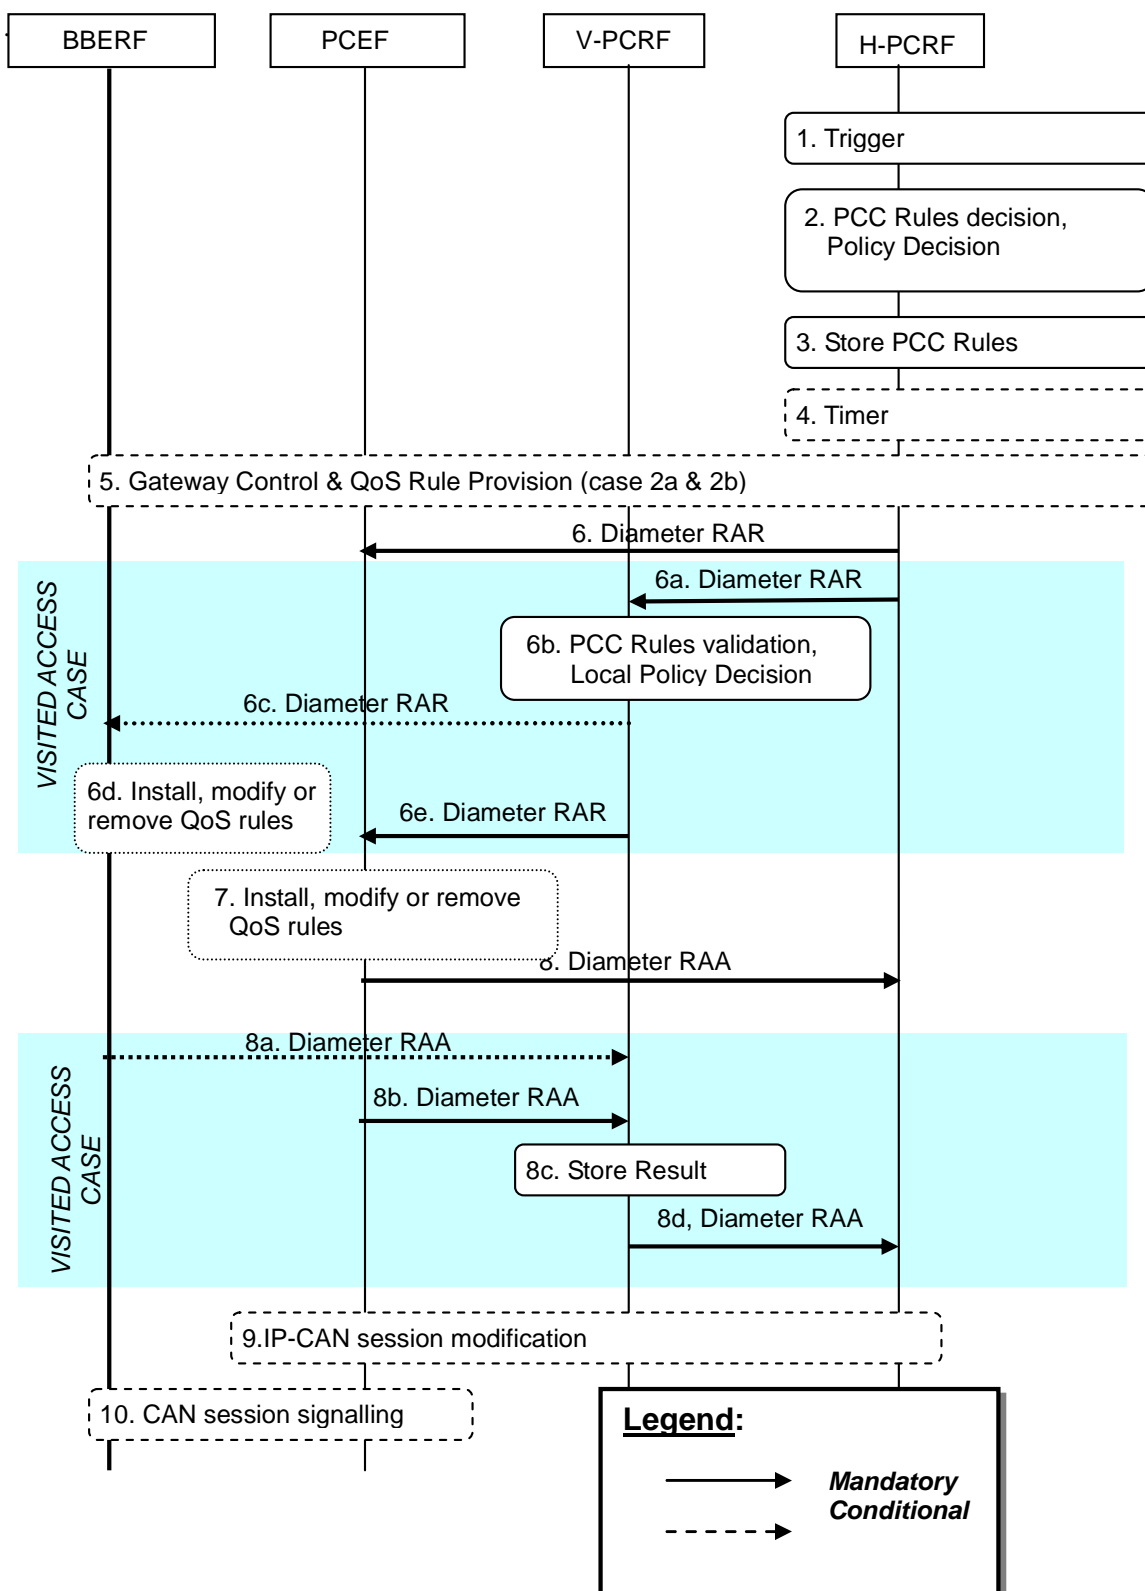 BBERF
PCEF
V-PCRF
H-PCRF
1. Trigger
2. PCC Rules decision,
Policy Decision
3. Store PCC Rules
4. Timer
5. Gateway Control & QoS Rule Provision (case 2a & 2b)
6. Diameter RAR
VISITED ACCESS
CASE
6a. Diameter RAR
6b. PCC Rules validation,
Local Policy Decision
6c. Diameter RAR
6d. Install, modify or
remove QoS rules
6e. Diameter RAR
7. Install, modify or remove
QoS rules
8. Diameter RAA
VISITED ACCESS
CASE
8a. Diameter RAA
8b. Diameter RAA
8c. Store Result
8d, Diameter RAA
9.IP-CAN session modification
10. CAN session signalling
Legend:
Mandatory
Conditional